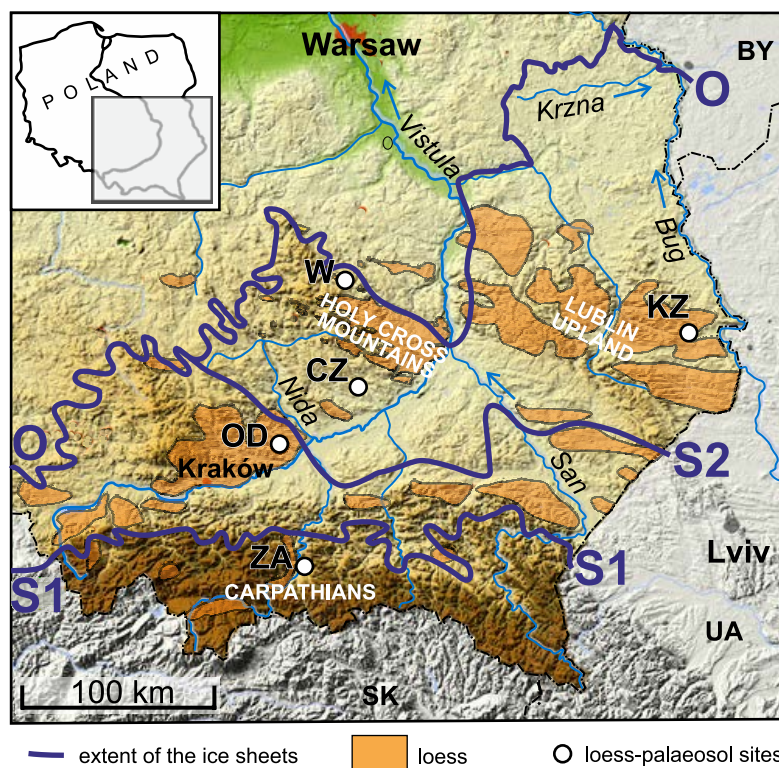 POLAND
Warsaw
BY
O
Krzna
Vistula
Bug
W
HOLY CROSS
MOUNTAINS
LUBLIN
UPLAND
KZ
CZ
Nida
O
OD
Kraków
San
S2
ZA
S1
S1
Lviv
CARPATHIANS
UA
100 km
SK
extent of the ice sheets
loess
loess-palaeosol sites